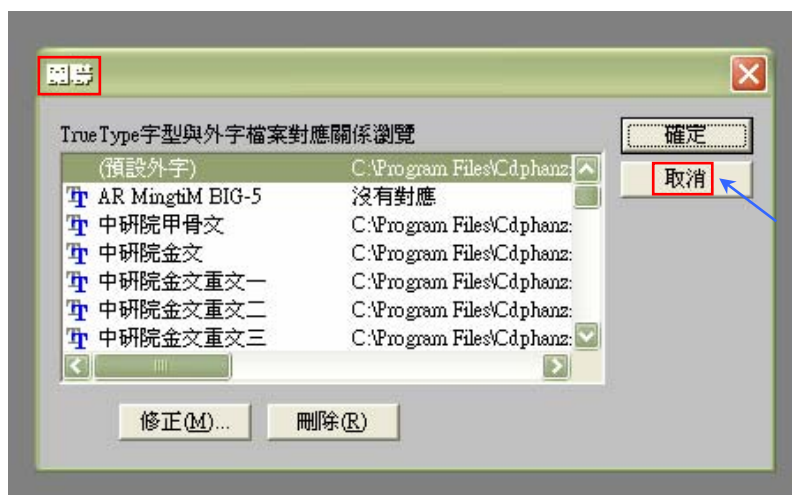 關聯
TrueType字型與外字檔案對應關係瀏覽
確定
取消
(預設外字) C:\Program Files\Cdphanz:
AR MingtiM BIG-5 沒有對應
中研院甲骨文 C:\Program Files\Cdphanz:
中研院金文 C:\Program Files\Cdphanz:
中研院金文重文一 C:\Program Files\Cdphanz:
中研院金文重文二 C:\Program Files\Cdphanz:
中研院金文重文三 C:\Program Files\Cdphanz:
修正(M)... 刪除(R)